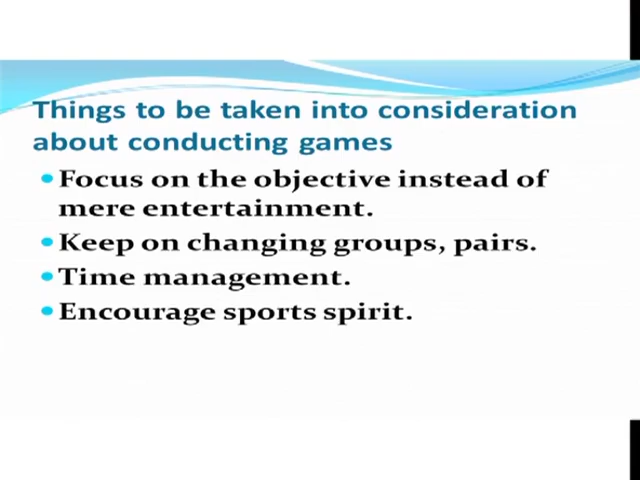 Things to be taken into consideration
about conducting games
•Focus on the objective instead of
mere entertainment.
•Keep on changing groups, pairs.
•Time management.
•Encourage sports spirit.